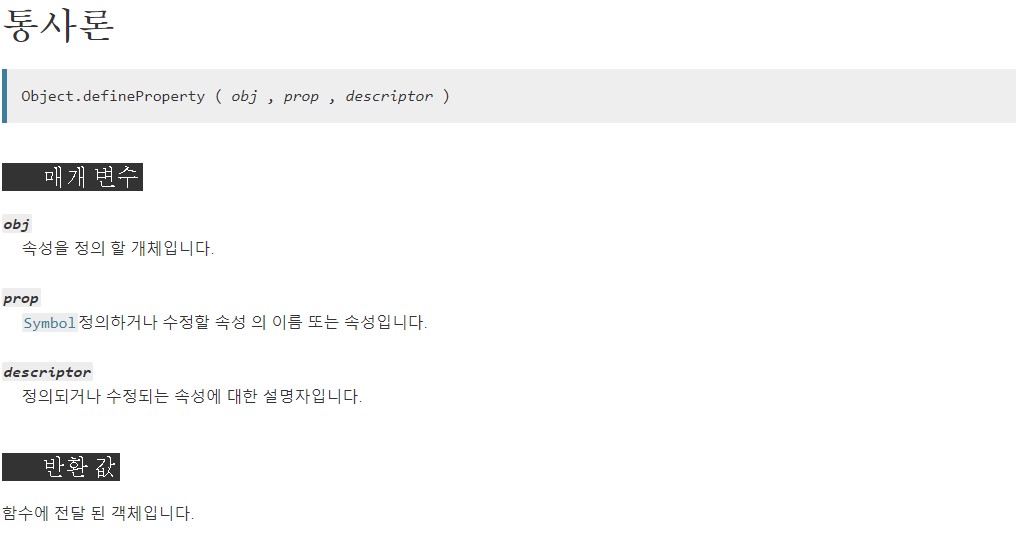 통사론
Object.defineProperty ( obj , prop , descriptor )
매개 변수
obj
속성을 정의 할 개체입니다.
prop
Symbol정의하거나 수정할 속성 의 이름 또는 속성입니다.
descriptor
정의되거나 수정되는 속성에 대한 설명자입니다.
반환 값
함수에 전달 된 객체입니다.